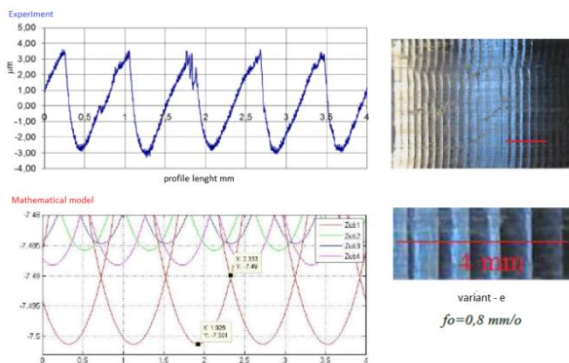 Experiment
5,00
4,00
3,00
2,00
1,00
0,00
-1,00
-2,00
-3,00
-4,00
µm
0 0,5 1 1,5 2 2,5 3 3,5 4
profile lenght mm
Mathematical model
-7.48
-7.485
-7.49
-7.495
-7.5
0 0.5 1 1.5 2 2.5 3 3.5 4
Zub1
Zub2
Zub3
Zub4
X: 2.333
Y: -7.49
X: 1.926
Y: -7.501
4 mm
variant - e
fo=0,8 mm/o